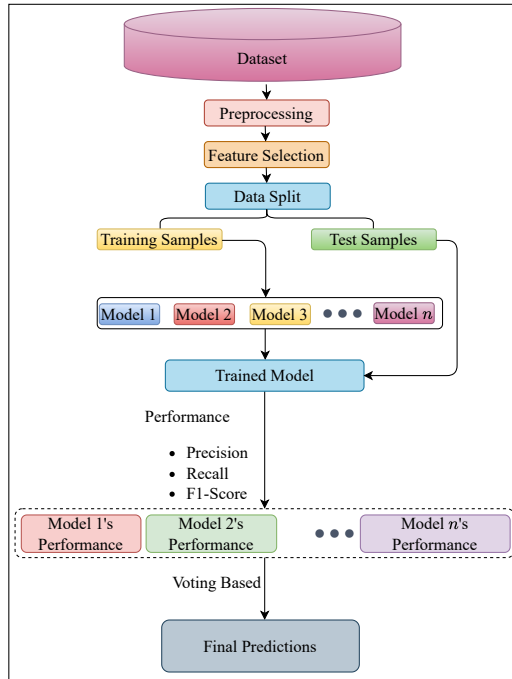 Dataset
Preprocessing
Feature Selection
Data Split
Training Samples
Test Samples
Model 1
Model 2
Model 3
Model n
Trained Model
Performance
• Precision
• Recall
• F1-Score
Model 1's
Performance
Model 2's
Performance
Model n's
Performance
Voting Based
Final Predictions